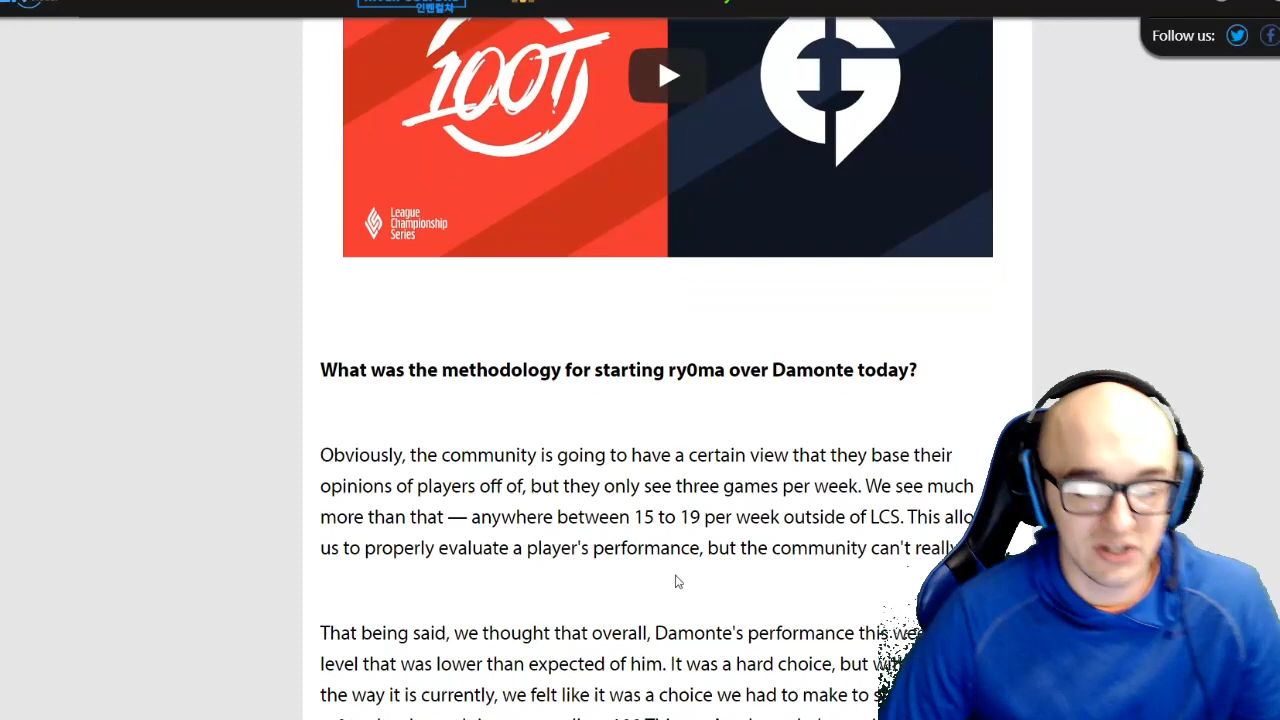 인벤컬쳐
Follow us:
100T
EG
League
Championship
Series
What was the methodology for starting ry0ma over Damonte today?
Obviously, the community is going to have a certain view that they base their
opinions of players off of, but they only see three games per week. We see much
more than that — anywhere between 15 to 19 per week outside of LCS. This
us to properly evaluate a player's performance, but the community can't really
That being said, we thought that overall, Damonte's performance this
level that was lower than expected of him. It was a hard choice, but
the way it is currently, we felt like it was a choice we had to make to